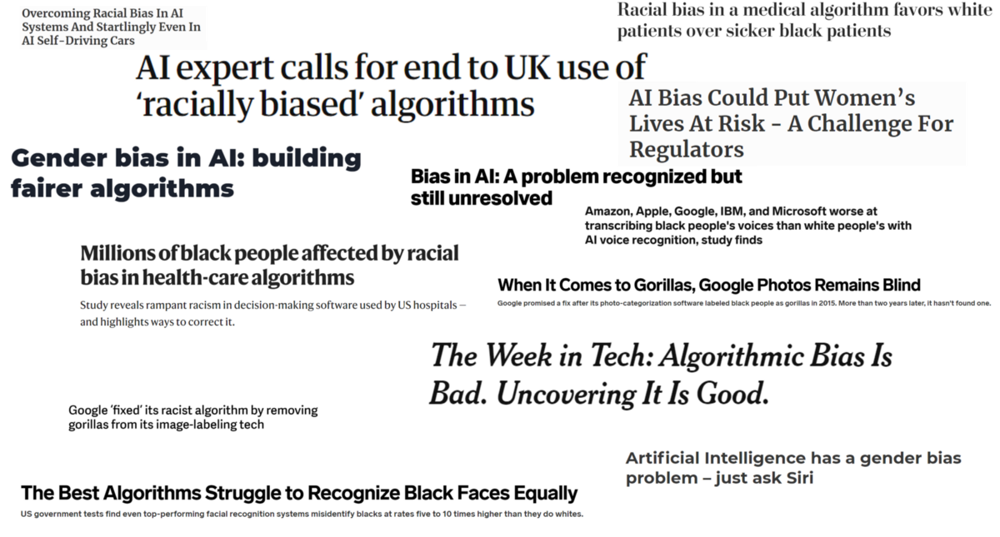 Overcoming Racial Bias In AI
Systems And Startlingly Even In
AI Self-Driving Cars
Racial bias in a medical algorithm favors white
patients over sicker black patients
AI expert calls for end to UK use of
‘racially biased’ algorithms
AI Bias Could Put Women’s
Lives At Risk - A Challenge For
Regulators
Gender bias in AI: building
fairer algorithms
Bias in AI: A problem recognized but
still unresolved
Amazon, Apple, Google, IBM, and Microsoft worse at
transcribing black people's voices than white people's with
AI voice recognition, study finds
Millions of black people affected by racial
bias in health-care algorithms
Study reveals rampant racism in decision-making software used by US hospitals —
and highlights ways to correct it.
When It Comes to Gorillas, Google Photos Remains Blind
Google promised a fix after its photo-categorization software labeled black people as gorillas in 2015. More than two years later, it hasn't found one.
The Week in Tech: Algorithmic Bias Is
Bad. Uncovering It Is Good.
Google ‘fixed’ its racist algorithm by removing
gorillas from its image-labeling tech
Artificial Intelligence has a gender bias
problem – just ask Siri
The Best Algorithms Struggle to Recognize Black Faces Equally
US government tests find even top-performing facial recognition systems misidentify blacks at rates five to 10 times higher than they do whites.